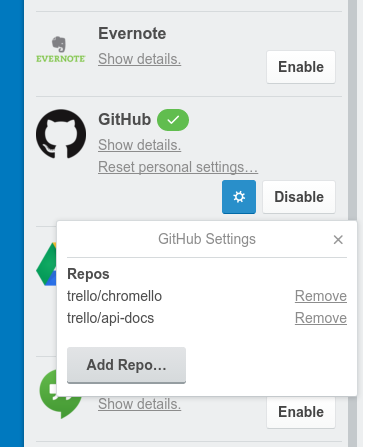 Evernote
EVERNOTE
Show details.
Enable
GitHub
Show details.
Reset personal settings…
Disable
GitHub Settings
Repos
trello/chromello Remove
trello/api-docs Remove
Add Repo…
Show details.
Enable